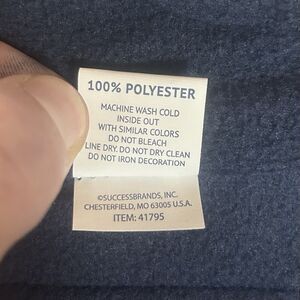 100% POLYESTER
MACHINE WASH COLD
INSIDE OUT
WITH SIMILAR COLORS
DO NOT BLEACH
LINE DRY. DO NOT DRY CLEAN
DO NOT IRON DECORATION
©SUCCESSBRANDS, INC.
CHESTERFIELD, MO 63005 U.S.A.
ITEM: 41795